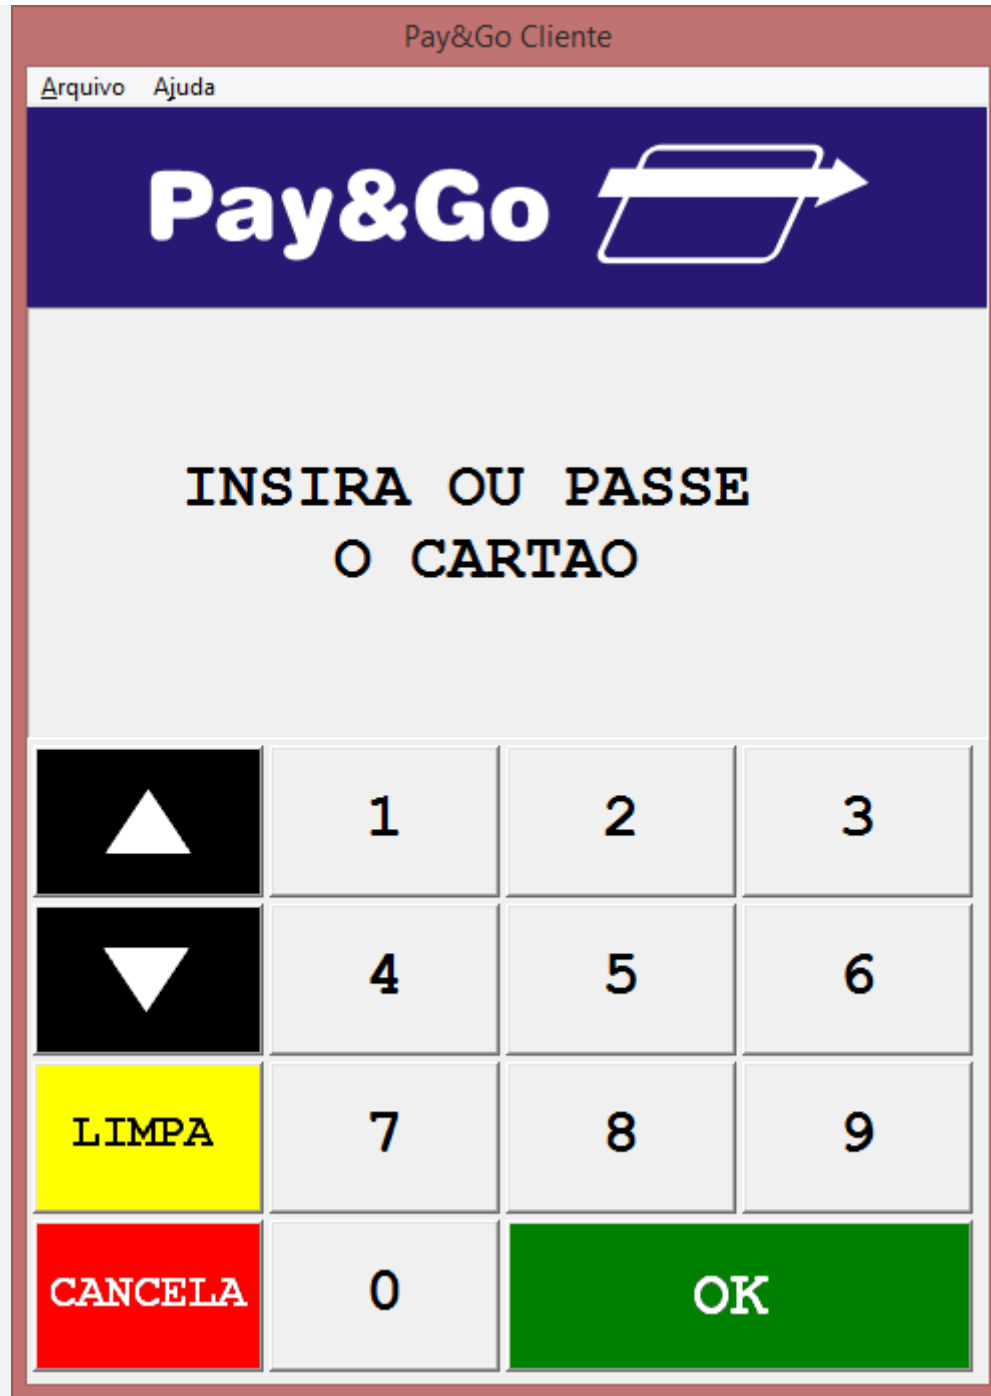 Pay&Go Cliente
Arquivo Ajuda
Pay&Go
INSIRA OU PASSE
O CARTAO
1 2 3
4 5 6
LIMPA 7 8 9
CANCELA 0 OK